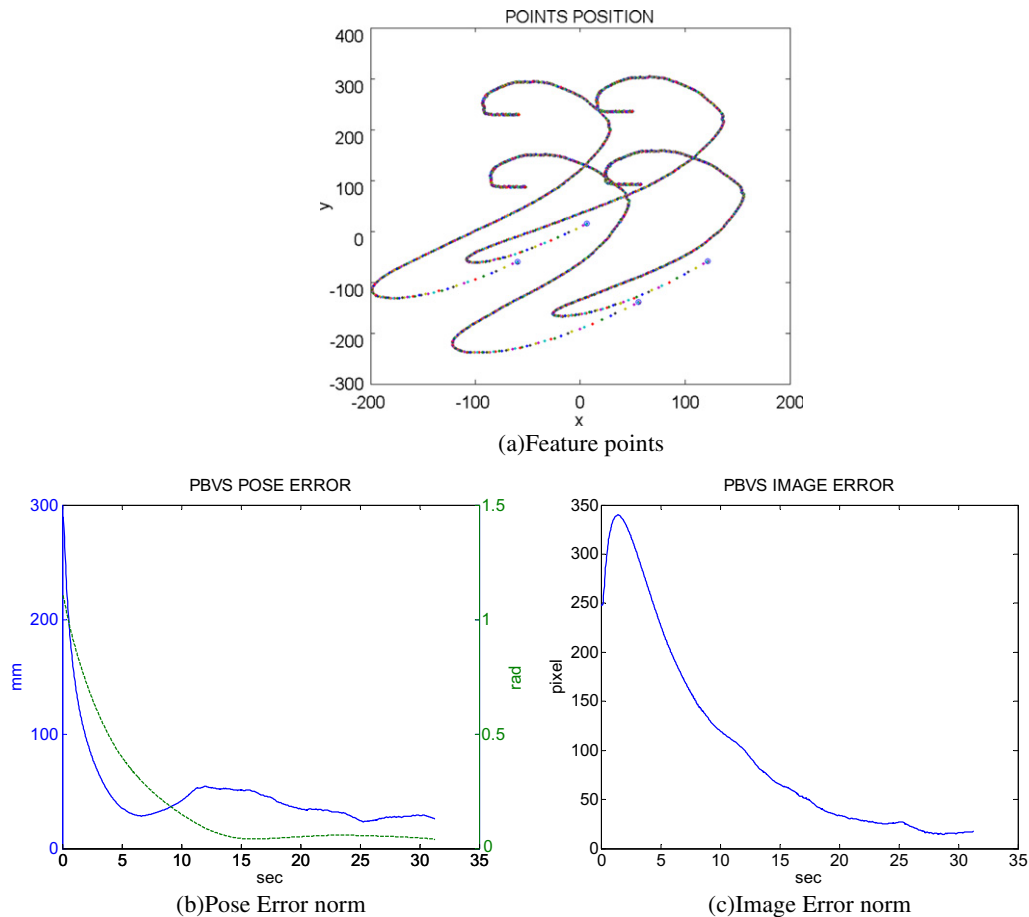 POINTS POSITION
400
300
200
100
0
-100
-200
-300
y
-200 -100 0 100 200
x
(a)Feature points
PBVS POSE ERROR
300
200
100
0
mm
1.5
1
0.5
0
rad
0 5 10 15 20 25 30 35
sec
(b)Pose Error norm
PBVS IMAGE ERROR
350
300
250
200
150
100
50
0
pixel
0 5 10 15 20 25 30 35
sec
(c)Image Error norm